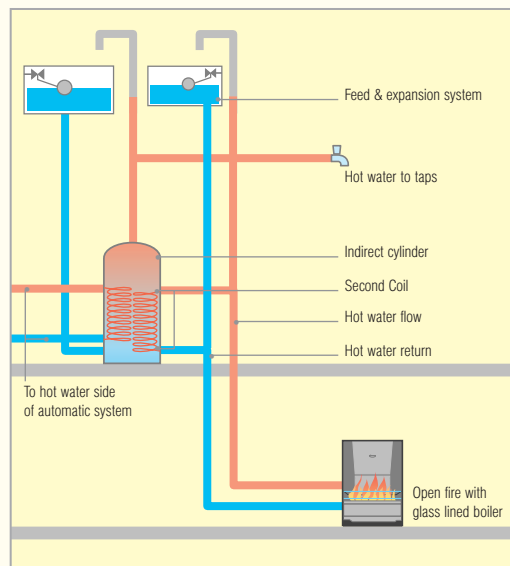 Feed & expansion system
Hot water to taps
Indirect cylinder
Second Coil
Hot water flow
Hot water return
To hot water side
of automatic system
Open fire with
glass lined boiler